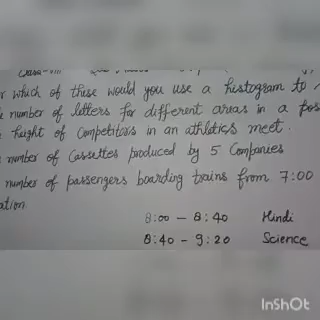 which of these would you use a histogram to
number of letters for different areas in a
height of Competitors in an athletics meet.
number of Cassettes produced by 5 Companies
number of passengers boarding trains from 7:00
8:00 - 8:40 Hindi
8:40 - 9:20 Science
InShOt